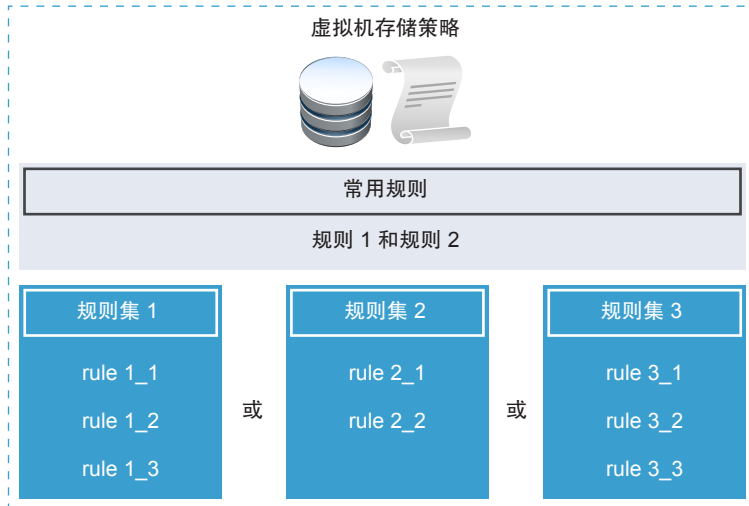 虚拟机存储策略
常用规则
规则 1 和规则 2
规则集 1
rule 1_1
rule 1_2
rule 1_3
或
规则集 2
rule 2_1
rule 2_2
或
规则集 3
rule 3_1
rule 3_2
rule 3_3